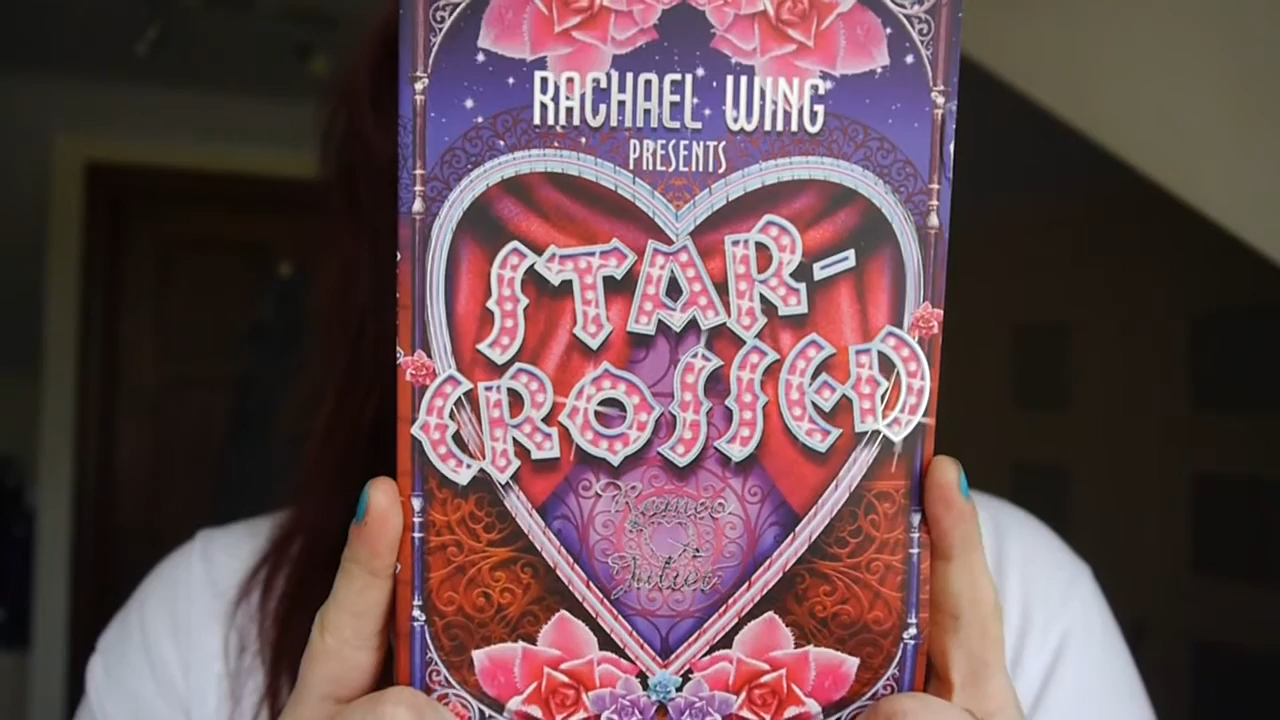 RACHAEL WING
PRESENTS
STAR-
CROSSED
Romeo
Juliet